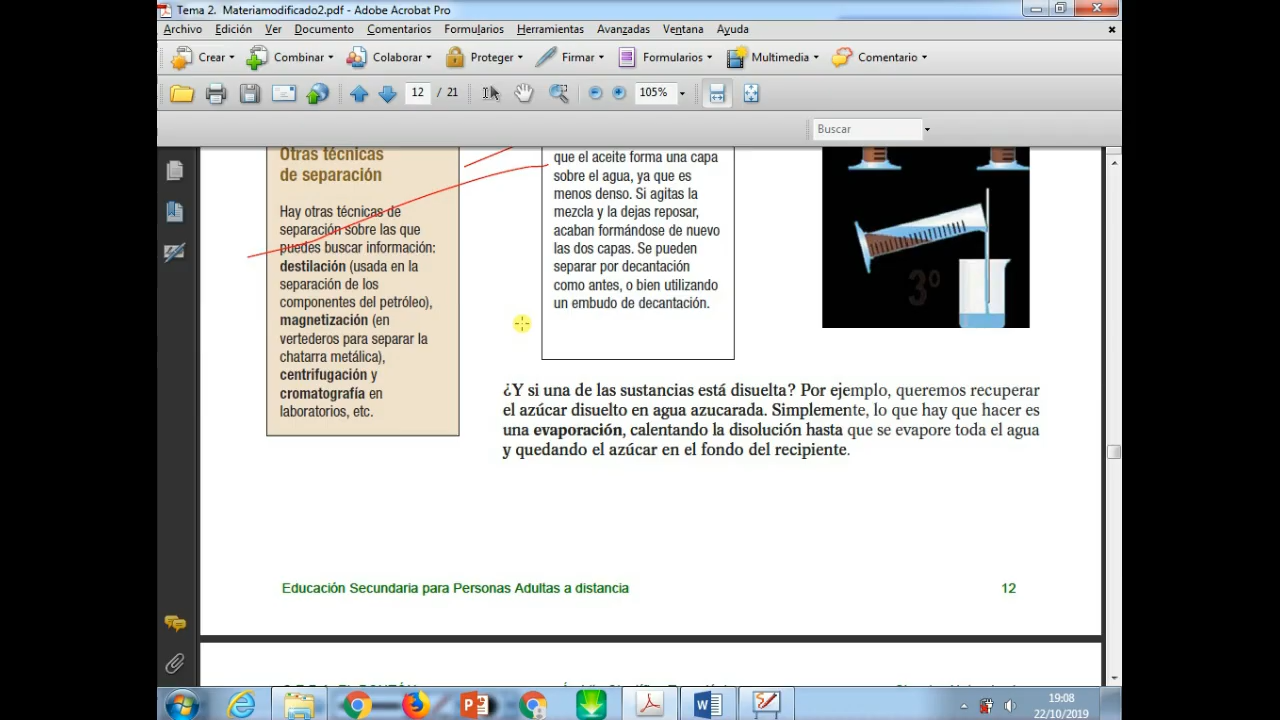 Tema 2. Materiamodificado2.pdf - Adobe Acrobat Pro
Archivo Edición Ver Documento Comentarios Formularios Herramientas Avanzadas Ventana Ayuda
Crear Combinar Colaborar Proteger Firmar Formularios Multimedia Comentario
12 / 21 105%
Buscar
Otras técnicas
de separación
Hay otras técnicas de
separación sobre las que
puedes buscar información:
destilación (usada en la
separación de los
componentes del petróleo),
magnetización (en
vertederos para separar la
chatarra metálica),
centrifugación y
cromatografía en
laboratorios, etc.
que el aceite forma una capa
sobre el agua, ya que es
menos denso. Si agitas la
mezcla y la dejas reposar,
acaban formándose de nuevo
las dos capas. Se pueden
separar por decantación
como antes, o bien utilizando
un embudo de decantación.
3º
¿Y si una de las sustancias está disuelta? Por ejemplo, queremos recuperar
el azúcar disuelto en agua azucarada. Simplemente, lo que hay que hacer es
una evaporación, calentando la disolución hasta que se evapore toda el agua
y quedando el azúcar en el fondo del recipiente.
Educación Secundaria para Personas Adultas a distancia 12
19:08
22/10/2019